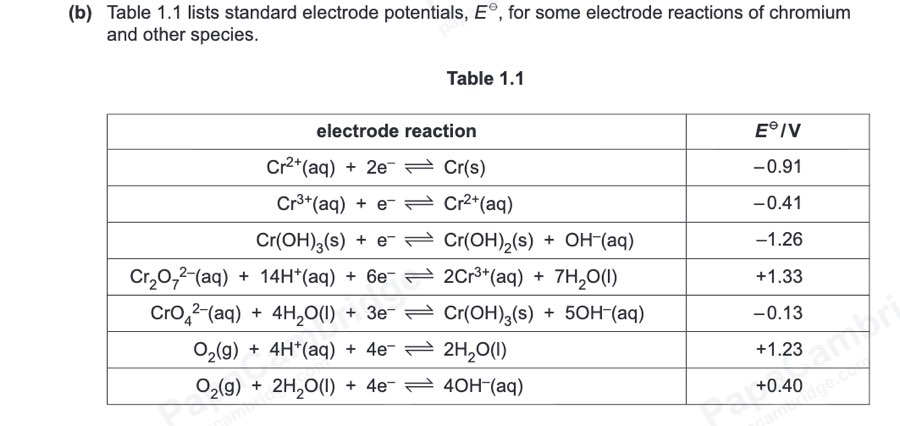 (b) Table 1.1 lists standard electrode potentials, E⦵, for some electrode reactions of chromium
and other species.
Table 1.1
electrode reaction E⦵/V
Cr²⁺(aq) + 2e⁻ ⇌ Cr(s) –0.91
Cr³⁺(aq) + e⁻ ⇌ Cr²⁺(aq) –0.41
Cr(OH)₃(s) + e⁻ ⇌ Cr(OH)₂(s) + OH⁻(aq) –1.26
Cr₂O₇²⁻(aq) + 14H⁺(aq) + 6e⁻ ⇌ 2Cr³⁺(aq) + 7H₂O(l) +1.33
CrO₄²⁻(aq) + 4H₂O(l) + 3e⁻ ⇌ Cr(OH)₃(s) + 5OH⁻(aq) –0.13
O₂(g) + 4H⁺(aq) + 4e⁻ ⇌ 2H₂O(l) +1.23
O₂(g) + 2H₂O(l) + 4e⁻ ⇌ 4OH⁻(aq) +0.40